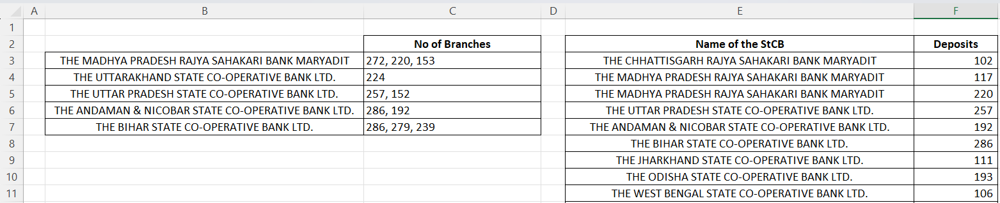 A B C D E F
1
2 No of Branches Name of the StCB Deposits
3 THE MADHYA PRADESH RAJYA SAHAKARI BANK MARYADIT 272, 220, 153 THE CHHATTISGARH RAJYA SAHAKARI BANK MARYADIT 102
4 THE UTTARAKHAND STATE CO-OPERATIVE BANK LTD. 224 THE MADHYA PRADESH RAJYA SAHAKARI BANK MARYADIT 117
5 THE UTTAR PRADESH STATE CO-OPERATIVE BANK LTD. 257, 152 THE MADHYA PRADESH RAJYA SAHAKARI BANK MARYADIT 220
6 THE ANDAMAN & NICOBAR STATE CO-OPERATIVE BANK LTD. 286, 192 THE UTTAR PRADESH STATE CO-OPERATIVE BANK LTD. 257
7 THE BIHAR STATE CO-OPERATIVE BANK LTD. 286, 279, 239 THE ANDAMAN & NICOBAR STATE CO-OPERATIVE BANK LTD. 192
8 THE BIHAR STATE CO-OPERATIVE BANK LTD. 286
9 THE JHARKHAND STATE CO-OPERATIVE BANK LTD. 111
10 THE ODISHA STATE CO-OPERATIVE BANK LTD. 193
11 THE WEST BENGAL STATE CO-OPERATIVE BANK LTD. 106